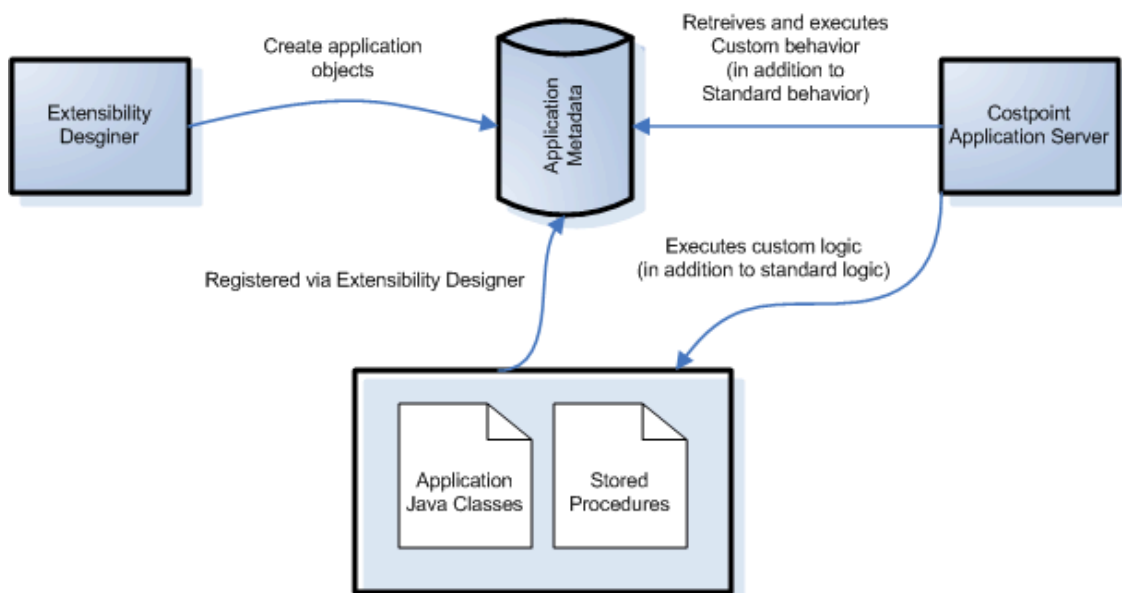 Create application
objects
Retreives and executes
Custom behavior
(in addition to
Standard behavior)
Extensibility
Desginer
Application
Metadata
Costpoint
Application Server
Executes custom logic
(in addition to standard logic)
Registered via Extensibility Designer
Application
Java Classes
Stored
Procedures